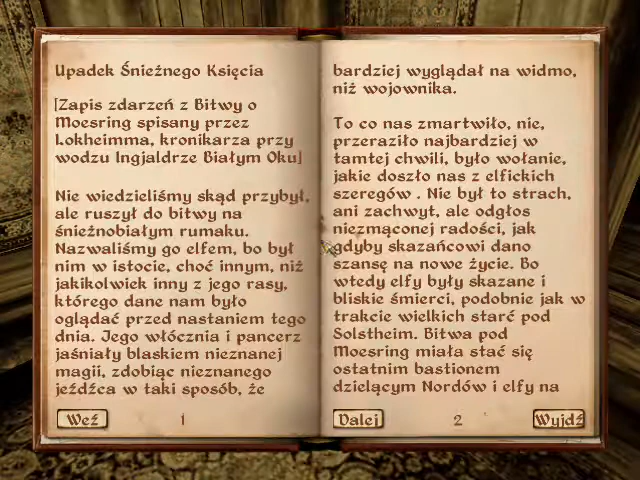 Upadek Śnieżnego Księcia
[Zapis zdarzeń z Bitwy o
Moesring spisany przez
Lokheimma, kronikarza przy
wodzu Ingjaldrze Białym Oku]
Nie wiedzieliśmy skąd przybył,
ale ruszył do bitwy na
śnieżnobiałym rumaku.
Nazwaliśmy go elfem, bo był
nim w istocie, choć innym, niż
jakikolwiek inny z jego rasy,
którego dane nam było
oglądać przed nastaniem tego
dnia. Jego włócznia i pancerz
jaśniały blaskiem nieznanej
magii, zdobiąc nieznanego
jeźdźca w taki sposób, że
Weź
1
bardziej wyglądał na widmo,
niż wojownika.
To co nas zmartwiło, nie,
przeraziło najbardziej w
tamtej chwili, było wołanie,
jakie doszło nas z elfickich
szeregów . Nie był to strach,
ani zachwyt, ale odgłos
niezmąconej radości, jak
gdyby skazańcowi dano
szansę na nowe życie. Bo
wtedy elfy były skazane i
bliskie śmierci, podobnie jak w
trakcie wielkich starć pod
Solstheim. Bitwa pod
Moesring miała stać się
ostatnim bastionem
dzielącym Nordów i elfy na
Dalej
2
Wyjdź